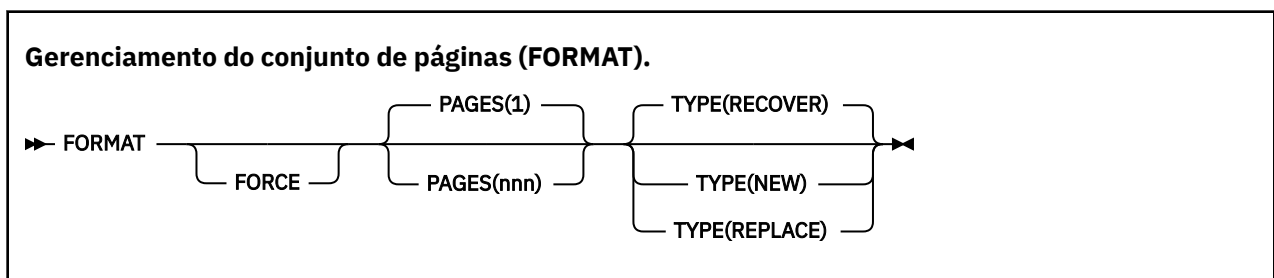 Gerenciamento do conjunto de páginas (FORMAT).
PAGES(1) TYPE(RECOVER)
FORMAT
FORCE PAGES(nnn) TYPE(NEW)
TYPE(REPLACE)